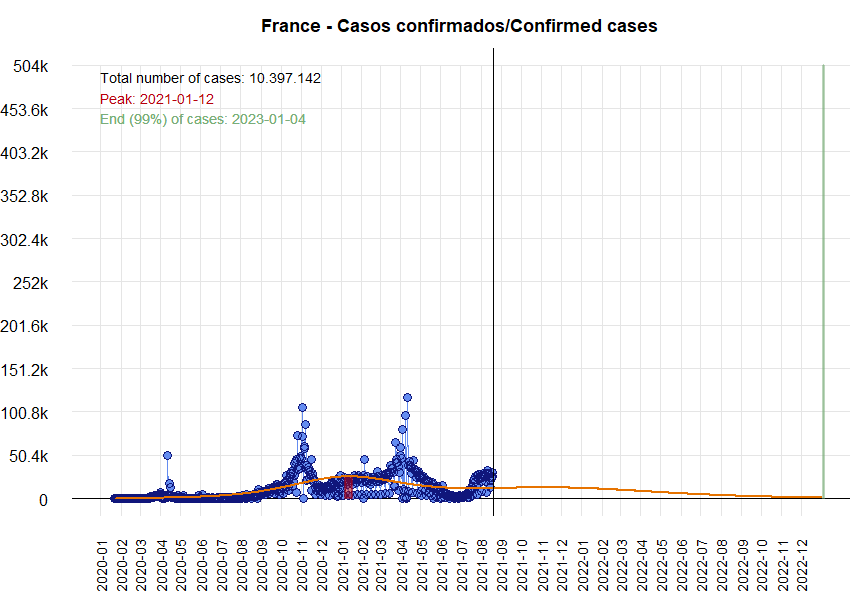 France - Casos confirmados/Confirmed cases
504k
453.6k
403.2k
352.8k
302.4k
252k
201.6k
151.2k
100.8k
50.4k
0
Total number of cases: 10.397.142
Peak: 2021-01-12
End (99%) of cases: 2023-01-04
2020-01
2020-02
2020-03
2020-04
2020-05
2020-06
2020-07
2020-08
2020-09
2020-10
2020-11
2020-12
2021-01
2021-02
2021-03
2021-04
2021-05
2021-06
2021-07
2021-08
2021-09
2021-10
2021-11
2021-12
2022-01
2022-02
2022-03
2022-04
2022-05
2022-06
2022-07
2022-08
2022-09
2022-10
2022-11
2022-12